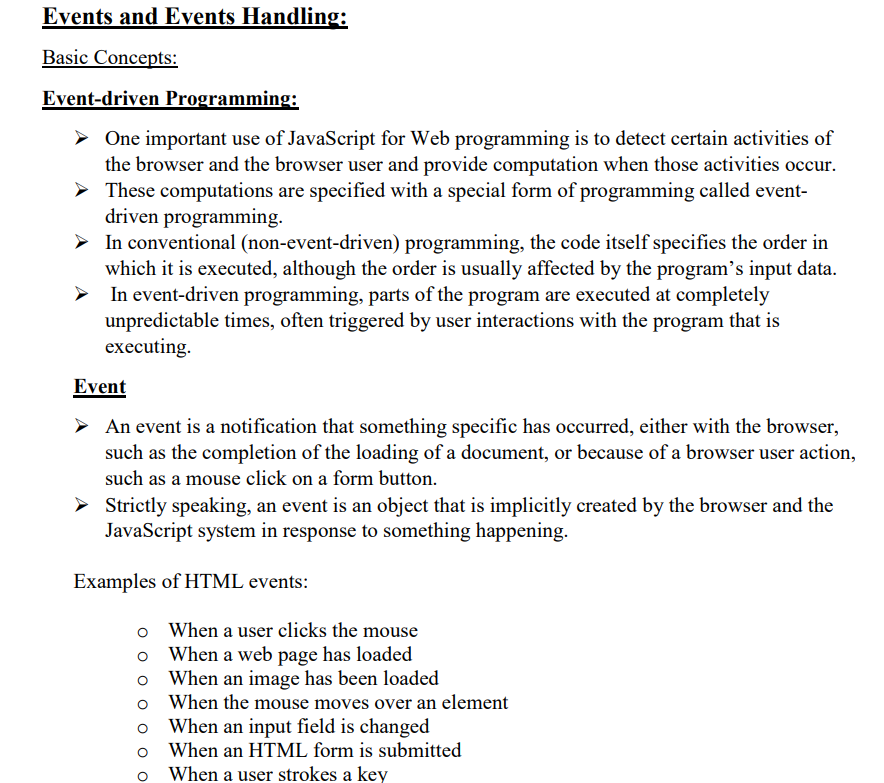 Events and Events Handling:
Basic Concepts:
Event-driven Programming:
➢ One important use of JavaScript for Web programming is to detect certain activities of
the browser and the browser user and provide computation when those activities occur.
➢ These computations are specified with a special form of programming called event-
driven programming.
➢ In conventional (non-event-driven) programming, the code itself specifies the order in
which it is executed, although the order is usually affected by the program’s input data.
➢ In event-driven programming, parts of the program are executed at completely
unpredictable times, often triggered by user interactions with the program that is
executing.
Event
➢ An event is a notification that something specific has occurred, either with the browser,
such as the completion of the loading of a document, or because of a browser user action,
such as a mouse click on a form button.
➢ Strictly speaking, an event is an object that is implicitly created by the browser and the
JavaScript system in response to something happening.
Examples of HTML events:
o When a user clicks the mouse
o When a web page has loaded
o When an image has been loaded
o When the mouse moves over an element
o When an input field is changed
o When an HTML form is submitted
o When a user strokes a key